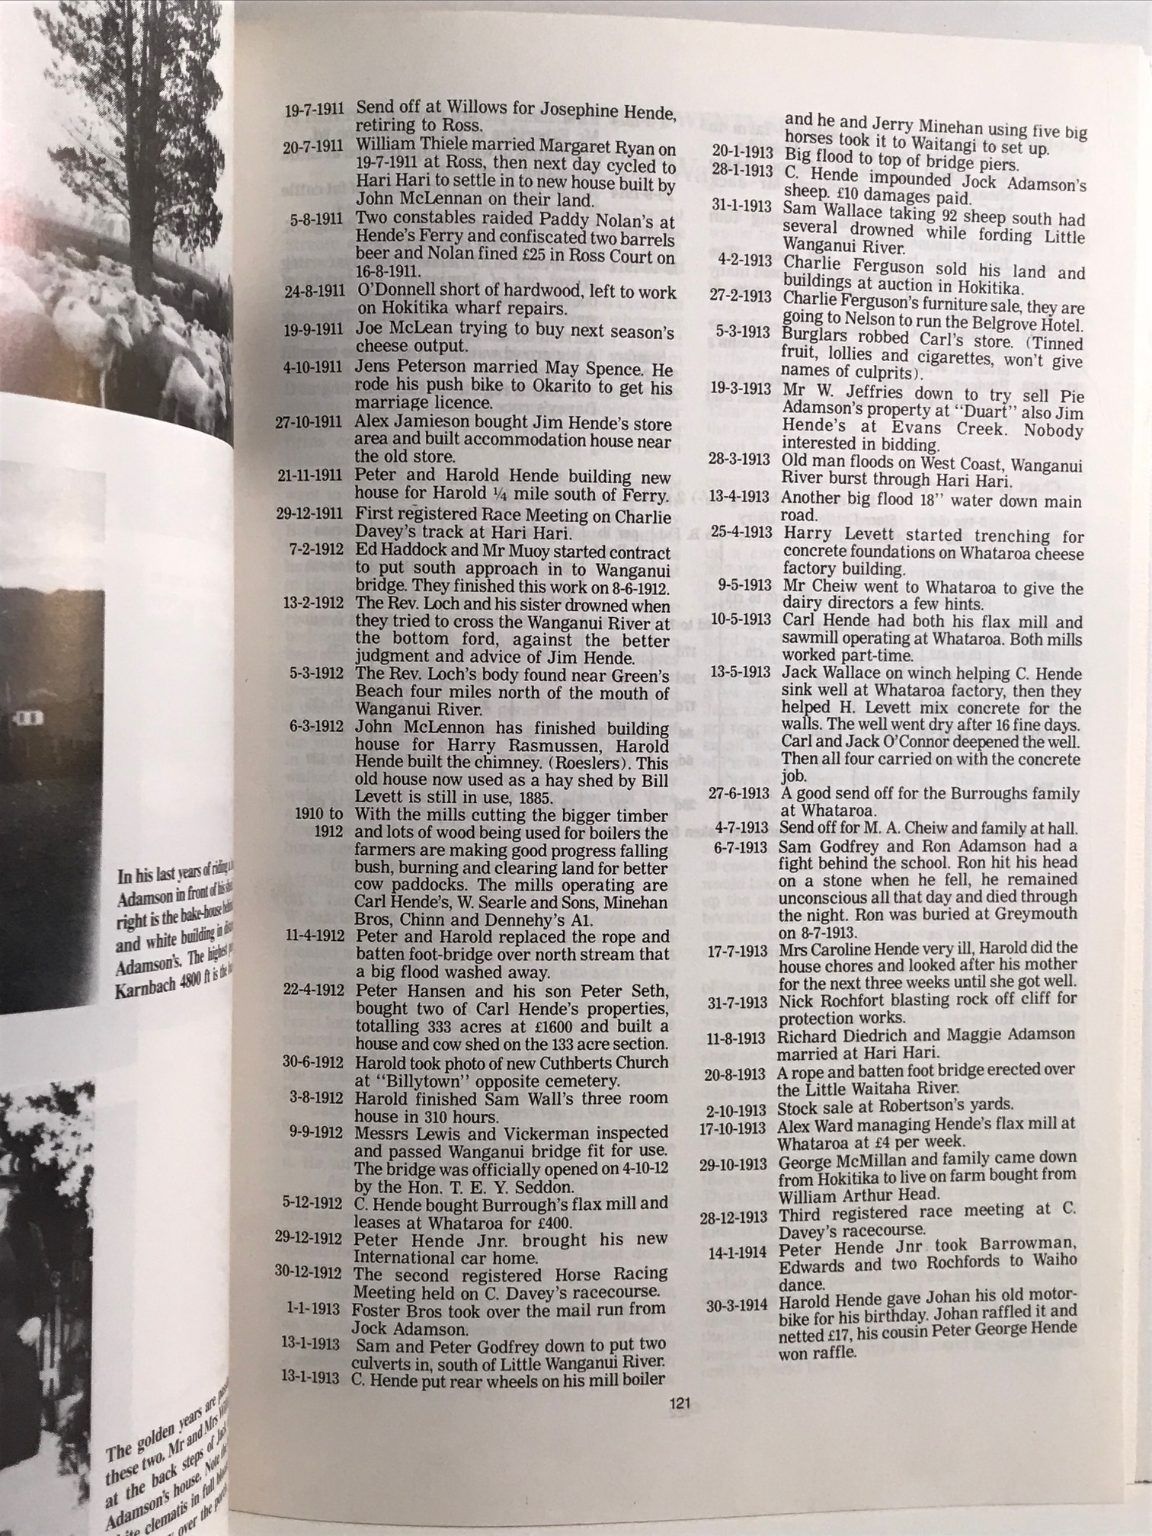 In his last years of riding
Adamson in front of his
right is the bake-house behind
and white building in
Adamson's. The highest
Karnbach 4800 ft is the
The golden years are
these two. Mr and Mrs
at the back steps of Jack
Adamson's house. Note the
clematis in full
over the
19-7-1911 Send off at Willows for Josephine Hende,
retiring to Ross.
20-7-1911 William Thiele married Margaret Ryan on
19-7-1911 at Ross, then next day cycled to
Hari Hari to settle in to new house built by
John McLennan on their land.
5-8-1911 Two constables raided Paddy Nolan's at
Hende's Ferry and confiscated two barrels
beer and Nolan fined £25 in Ross Court on
16-8-1911.
24-8-1911 O'Donnell short of hardwood, left to work
on Hokitika wharf repairs.
19-9-1911 Joe McLean trying to buy next season's
cheese output.
4-10-1911 Jens Peterson married May Spence. He
rode his push bike to Okarito to get his
marriage licence.
27-10-1911 Alex Jamieson bought Jim Hende's store
area and built accommodation house near
the old store.
21-11-1911 Peter and Harold Hende building new
house for Harold ¼ mile south of Ferry.
29-12-1911 First registered Race Meeting on Charlie
Davey's track at Hari Hari.
7-2-1912 Ed Haddock and Mr Muoy started contract
to put south approach in to Wanganui
bridge. They finished this work on 8-6-1912.
13-2-1912 The Rev. Loch and his sister drowned when
they tried to cross the Wanganui River at
the bottom ford, against the better
judgment and advice of Jim Hende.
5-3-1912 The Rev. Loch's body found near Green's
Beach four miles north of the mouth of
Wanganui River.
6-3-1912 John McLennon has finished building
house for Harry Rasmussen, Harold
Hende built the chimney. (Roeslers). This
old house now used as a hay shed by Bill
Levett is still in use, 1885.
1910 to With the mills cutting the bigger timber
1912 and lots of wood being used for boilers the
farmers are making good progress falling
bush, burning and clearing land for better
cow paddocks. The mills operating are
Carl Hende's, W. Searle and Sons, Minehan
Bros, Chinn and Dennehy's A1.
11-4-1912 Peter and Harold replaced the rope and
batten foot-bridge over north stream that
a big flood washed away.
22-4-1912 Peter Hansen and his son Peter Seth,
bought two of Carl Hende's properties,
totalling 333 acres at £1600 and built a
house and cow shed on the 133 acre section.
30-6-1912 Harold took photo of new Cuthberts Church
at "Billytown" opposite cemetery.
3-8-1912 Harold finished Sam Wall's three room
house in 310 hours.
9-9-1912 Messrs Lewis and Vickerman inspected
and passed Wanganui bridge fit for use.
The bridge was officially opened on 4-10-12
by the Hon. T. E. Y. Seddon.
5-12-1912 C. Hende bought Burrough's flax mill and
leases at Whataroa for £400.
29-12-1912 Peter Hende Jnr. brought his new
International car home.
30-12-1912 The second registered Horse Racing
Meeting held on C. Davey's racecourse.
1-1-1913 Foster Bros took over the mail run from
Jock Adamson.
13-1-1913 Sam and Peter Godfrey down to put two
culverts in, south of Little Wanganui River.
13-1-1913 C. Hende put rear wheels on his mill boiler
and he and Jerry Minehan using five big
horses took it to Waitangi to set up.
20-1-1913 Big flood to top of bridge piers.
28-1-1913 C. Hende impounded Jock Adamson's
sheep. £10 damages paid.
31-1-1913 Sam Wallace taking 92 sheep south had
several drowned while fording Little
Wanganui River.
4-2-1913 Charlie Ferguson sold his land and
buildings at auction in Hokitika.
27-2-1913 Charlie Ferguson's furniture sale, they are
going to Nelson to run the Belgrove Hotel.
5-3-1913 Burglars robbed Carl's store. (Tinned
fruit, lollies and cigarettes, won't give
names of culprits).
19-3-1913 Mr W. Jeffries down to try sell Pie
Adamson's property at "Duart" also Jim
Hende's at Evans Creek. Nobody
interested in bidding.
28-3-1913 Old man floods on West Coast, Wanganui
River burst through Hari Hari.
13-4-1913 Another big flood 18" water down main
road.
25-4-1913 Harry Levett started trenching for
concrete foundations on Whataroa cheese
factory building.
9-5-1913 Mr Cheiw went to Whataroa to give the
dairy directors a few hints.
10-5-1913 Carl Hende had both his flax mill and
sawmill operating at Whataroa. Both mills
worked part-time.
13-5-1913 Jack Wallace on winch helping C. Hende
sink well at Whataroa factory, then they
helped H. Levett mix concrete for the
walls. The well went dry after 16 fine days.
Carl and Jack O'Connor deepened the well.
Then all four carried on with the concrete
job.
27-6-1913 A good send off for the Burroughs family
at Whataroa.
4-7-1913 Send off for M. A. Cheiw and family at hall.
6-7-1913 Sam Godfrey and Ron Adamson had a
fight behind the school. Ron hit his head
on a stone when he fell, he remained
unconscious all that day and died through
the night. Ron was buried at Greymouth
on 8-7-1913.
17-7-1913 Mrs Caroline Hende very ill, Harold did the
house chores and looked after his mother
for the next three weeks until she got well.
31-7-1913 Nick Rochfort blasting rock off cliff for
protection works.
11-8-1913 Richard Diedrich and Maggie Adamson
married at Hari Hari.
20-8-1913 A rope and batten foot bridge erected over
the Little Waitaha River.
2-10-1913 Stock sale at Robertson's yards.
17-10-1913 Alex Ward managing Hende's flax mill at
Whataroa at £4 per week.
29-10-1913 George McMillan and family came down
from Hokitika to live on farm bought from
William Arthur Head.
28-12-1913 Third registered race meeting at C.
Davey's racecourse.
14-1-1914 Peter Hende Jnr took Barrowman,
Edwards and two Rochfords to Waiho
dance.
30-3-1914 Harold Hende gave Johan his old motor-
bike for his birthday. Johan raffled it and
netted £17, his cousin Peter George Hende
won raffle.
121